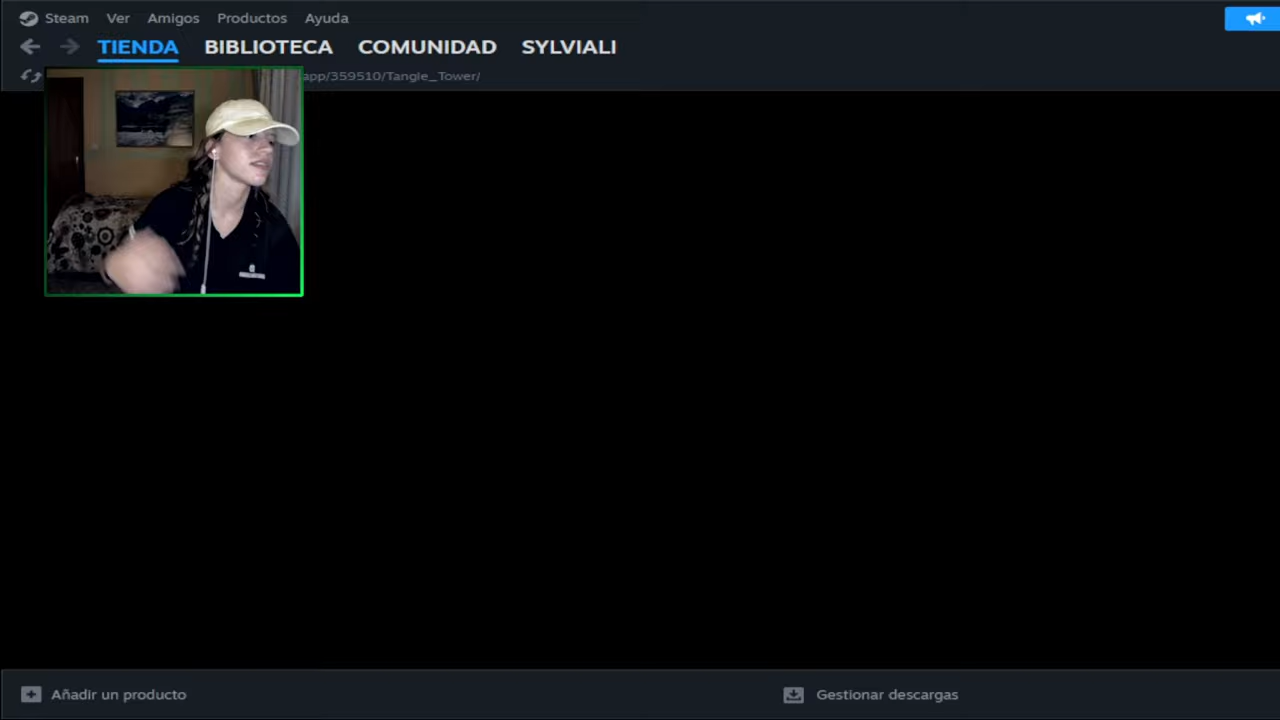 Steam Ver Amigos Productos Ayuda
TIENDA BIBLIOTECA COMUNIDAD SYLVIALI
app/359510/Tangle_Tower/
Añadir un producto Gestionar descargas